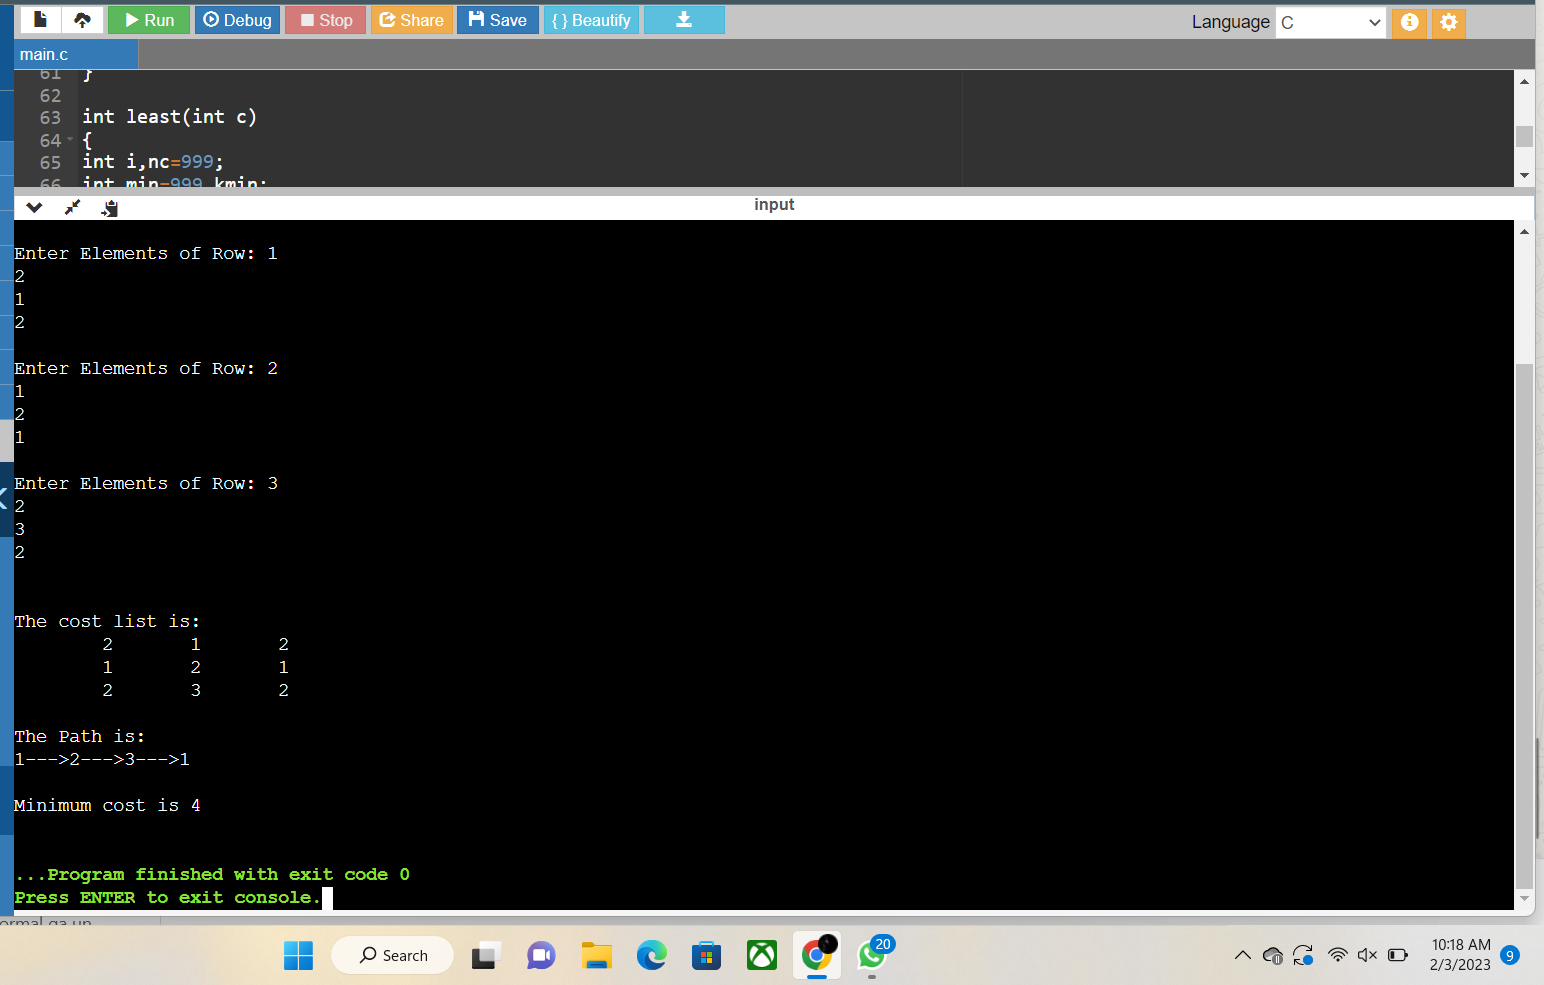 Run Debug Stop Share Save { } Beautify Language C
main.c
61 }
62
63 int least(int c)
64 {
65 int i,nc=999;
66 int min=999,kmin;
input
Enter Elements of Row: 1
2
1
2
Enter Elements of Row: 2
1
2
1
Enter Elements of Row: 3
2
3
2
The cost list is:
2 1 2
1 2 1
2 3 2
The Path is:
1--->2--->3--->1
Minimum cost is 4
...Program finished with exit code 0
Press ENTER to exit console.
Search
20
10:18 AM
2/3/2023
9